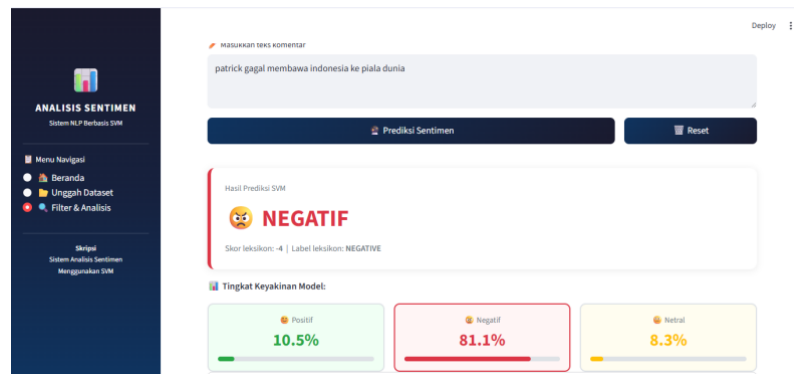 Deploy
Masukkan teks komentar
patrick gagal membawa indonesia ke piala dunia
Prediksi Sentimen
Reset
ANALISIS SENTIMEN
Sistem NLP Berbasis SVM
Menu Navigasi
Beranda
Unggah Dataset
Filter & Analisis
Skripsi
Sistem Analisis Sentimen
Menggunakan SVM
Hasil Prediksi SVM
NEGATIF
Skor leksikon: -4 | Label leksikon: NEGATIVE
Tingkat Keyakinan Model:
Positif
10.5%
Negatif
81.1%
Netral
8.3%